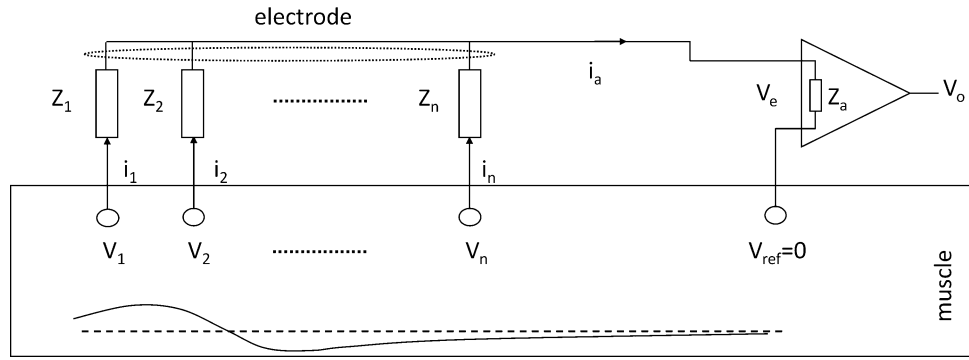 electrode
Z1 Z2 .................. Zn
ia
Ve Za Vo
i1 i2 in
V1 V2 .................. Vn Vref=0
muscle